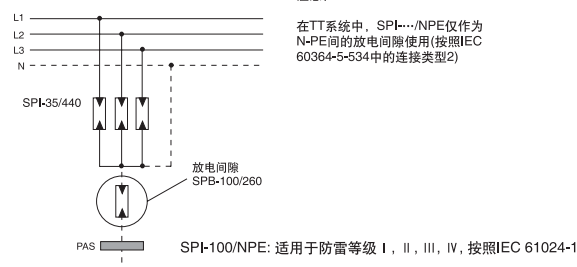 在TT系统中，SPI-…/NPE仅作为
N-PE间的放电间隙使用(按照IEC
60364-5-534中的连接类型2)
L1
L2
L3
N
SPI-35/440
放电间隙
SPB-100/260
PAS
SPI-100/NPE: 适用于防雷等级 I，II，III，IV，按照IEC 61024-1